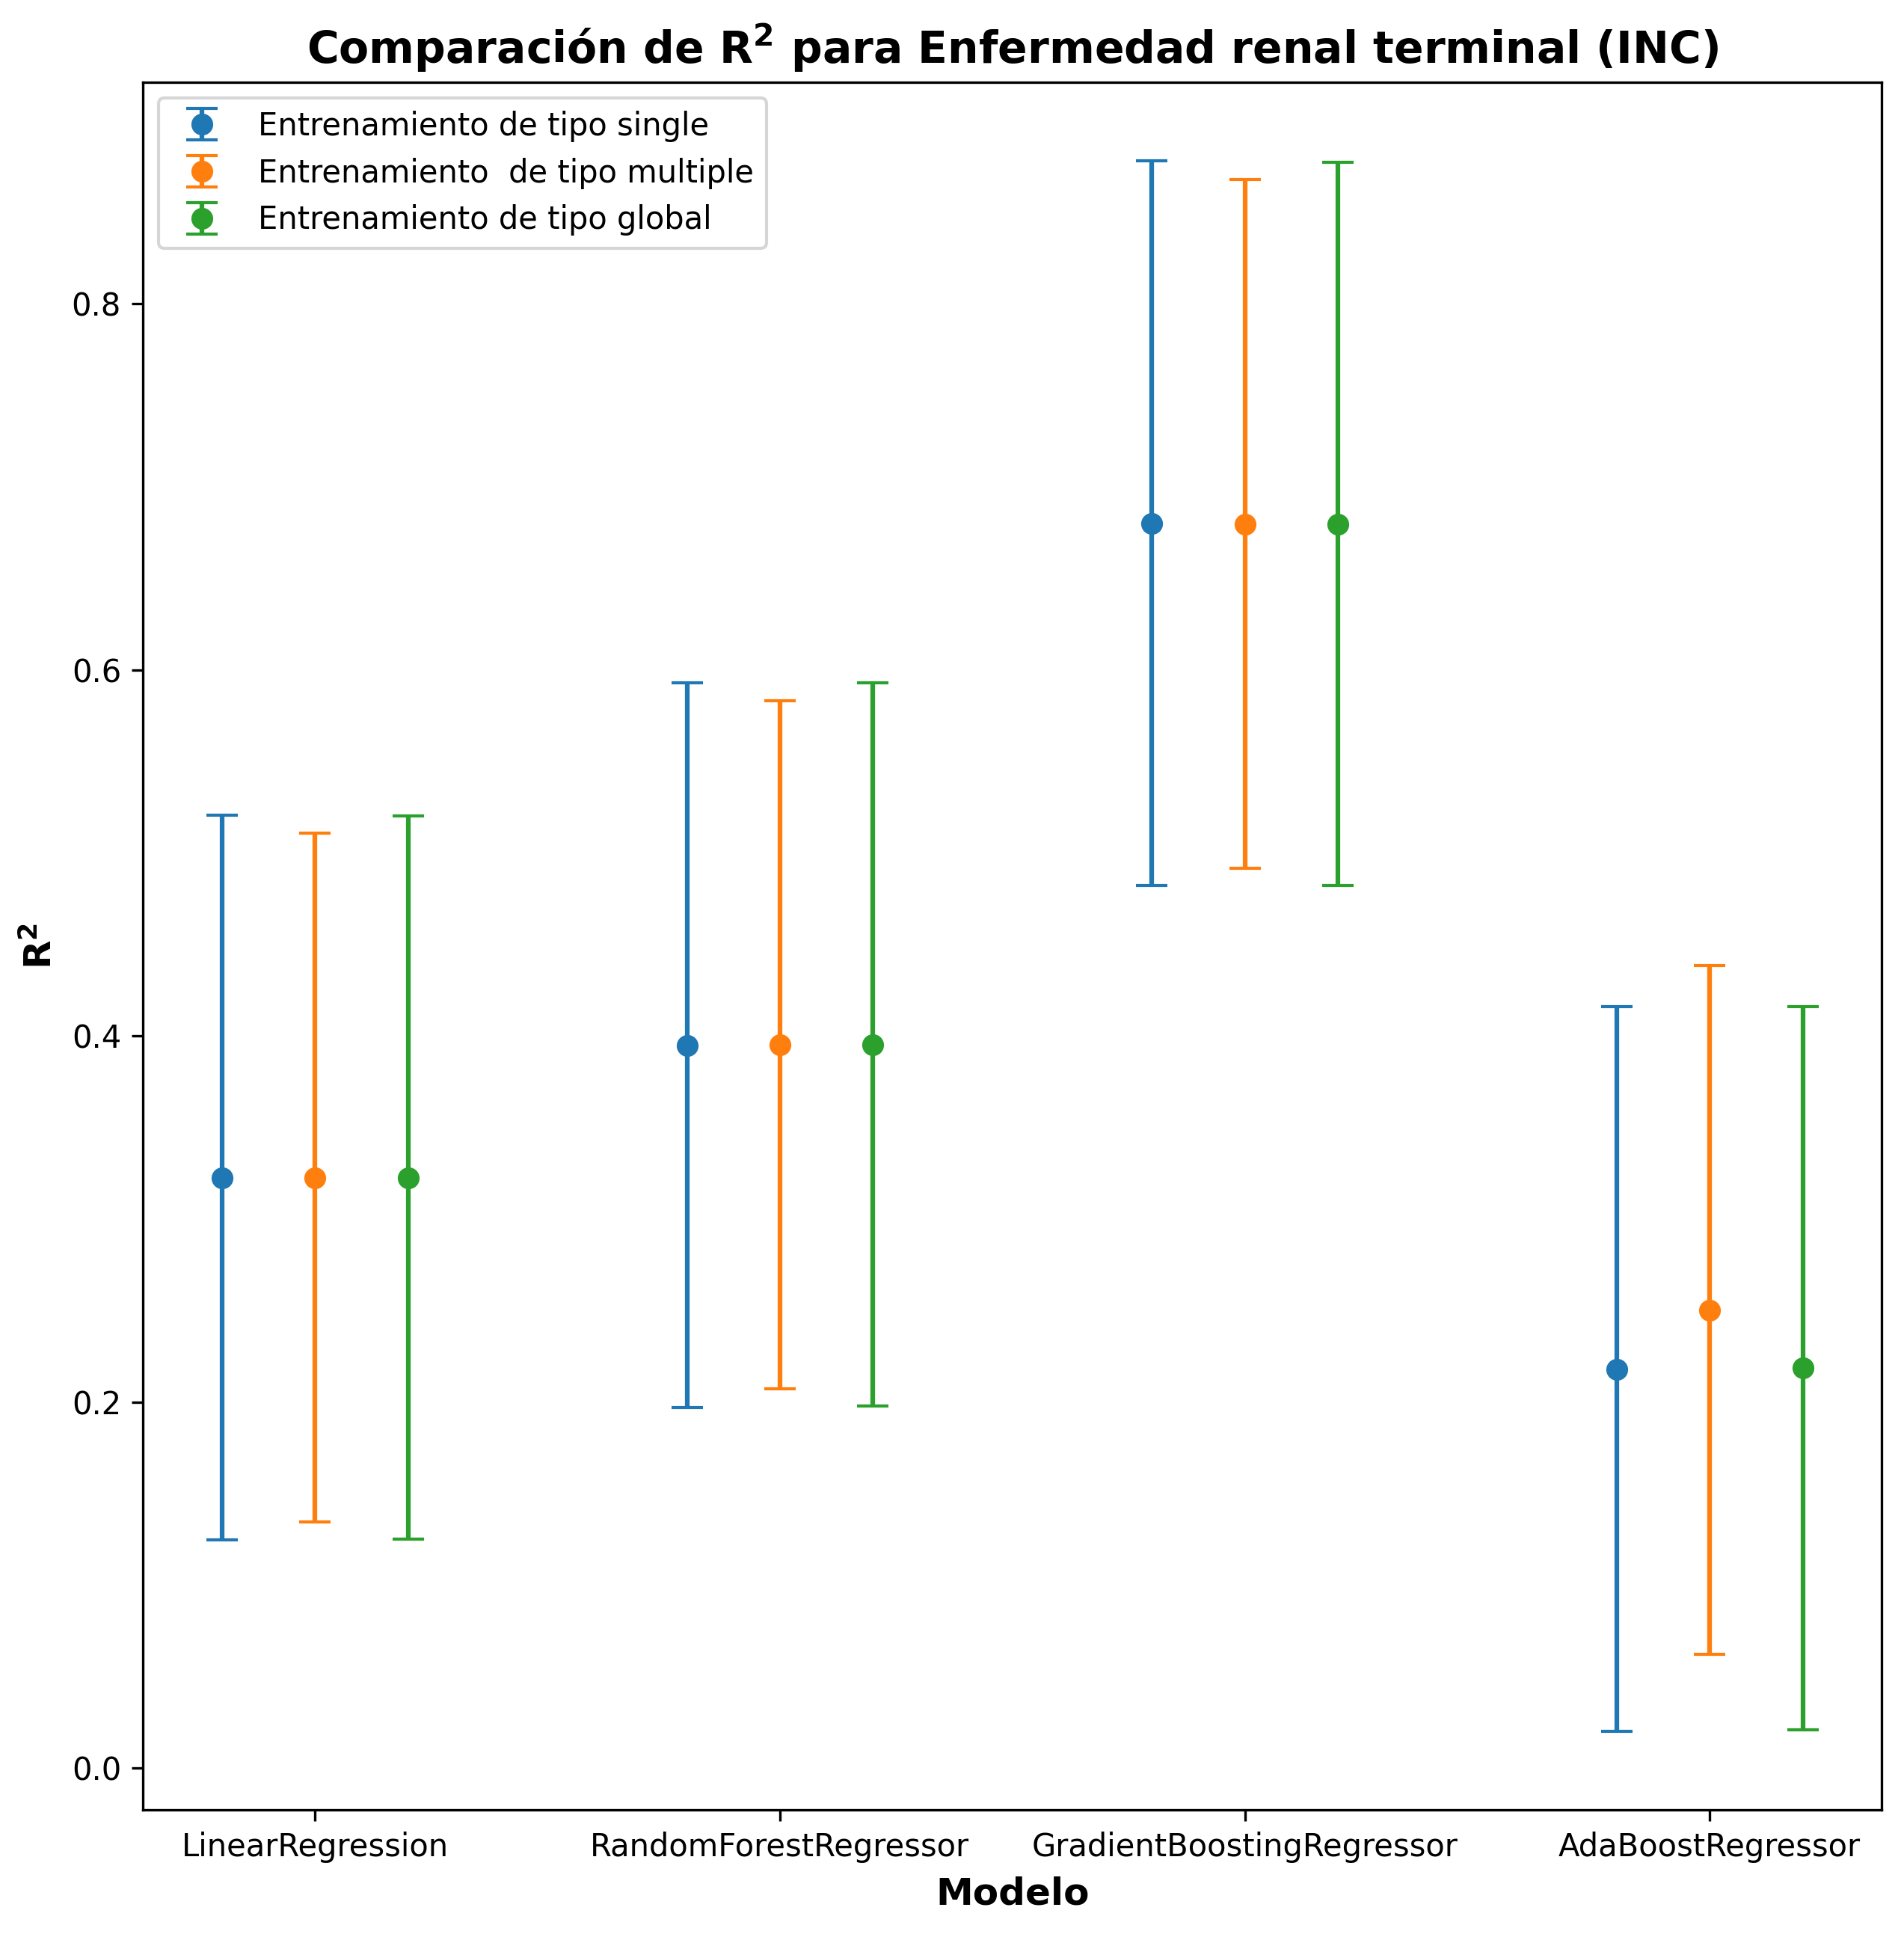 Comparación de R² para Enfermedad renal terminal (INC)
Entrenamiento de tipo single
Entrenamiento  de tipo multiple
Entrenamiento de tipo global
0.8
0.6
0.4
0.2
0.0
R²
LinearRegression
RandomForestRegressor
GradientBoostingRegressor
AdaBoostRegressor
Modelo